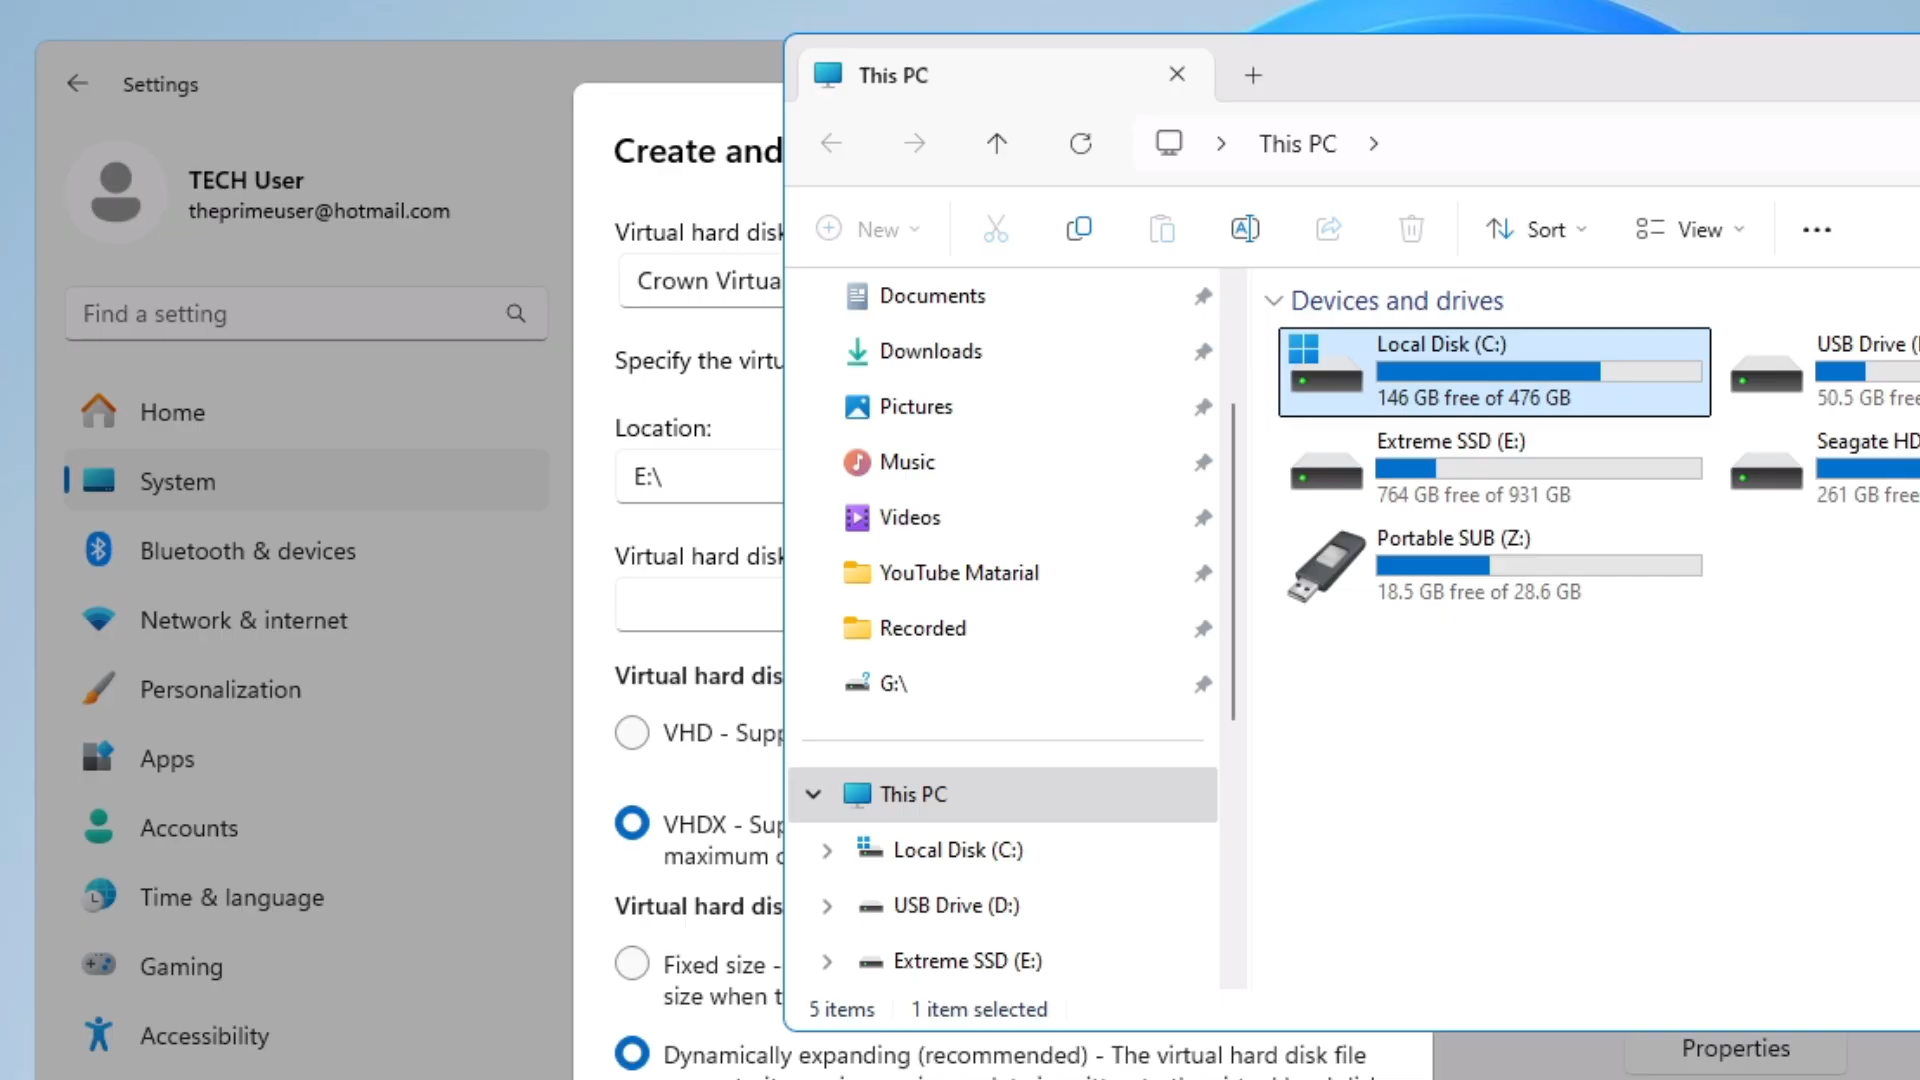 Settings
TECH User
theprimeuser@hotmail.com
Find a setting
Home
System
Bluetooth & devices
Network & internet
Personalization
Apps
Accounts
Time & language
Gaming
Accessibility
Create and
Virtual hard disk
Crown Virtua
Specify the virtu
Location:
E:\
Virtual hard disk
Virtual hard dis
VHD - Supp
VHDX - Sup
maximum
Virtual hard dis
Fixed size -
size when t
Dynamically expanding (recommended) - The virtual hard disk file
Properties
This PC
This PC
New
Sort
View
Documents
Downloads
Pictures
Music
Videos
YouTube Matarial
Recorded
G:\
This PC
Local Disk (C:)
USB Drive (D:)
Extreme SSD (E:)
5 items
1 item selected
Devices and drives
Local Disk (C:)
146 GB free of 476 GB
USB Drive (
50.5 GB free
Extreme SSD (E:)
764 GB free of 931 GB
Seagate HD
261 GB free
Portable SUB (Z:)
18.5 GB free of 28.6 GB